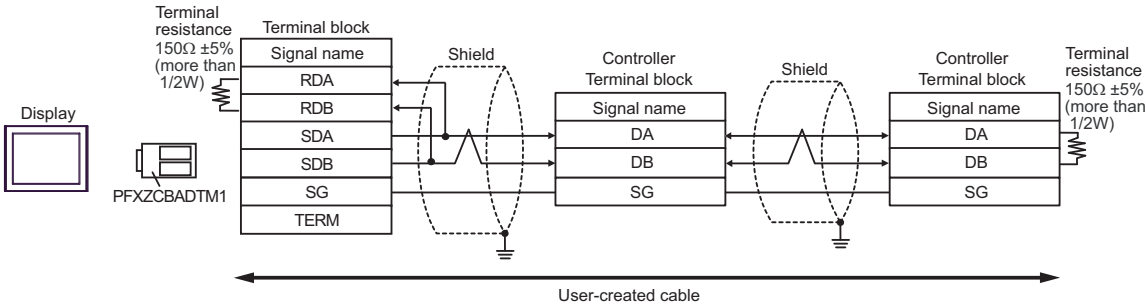 Display
PFXZCBADTM1
Terminal
resistance
150Ω ±5%
(more than
1/2W)
Terminal block
Signal name
RDA
RDB
SDA
SDB
SG
TERM
Shield
Controller
Terminal block
Signal name
DA
DB
SG
Shield
Controller
Terminal block
Signal name
DA
DB
SG
Terminal
resistance
150Ω ±5%
(more than
1/2W)
User-created cable